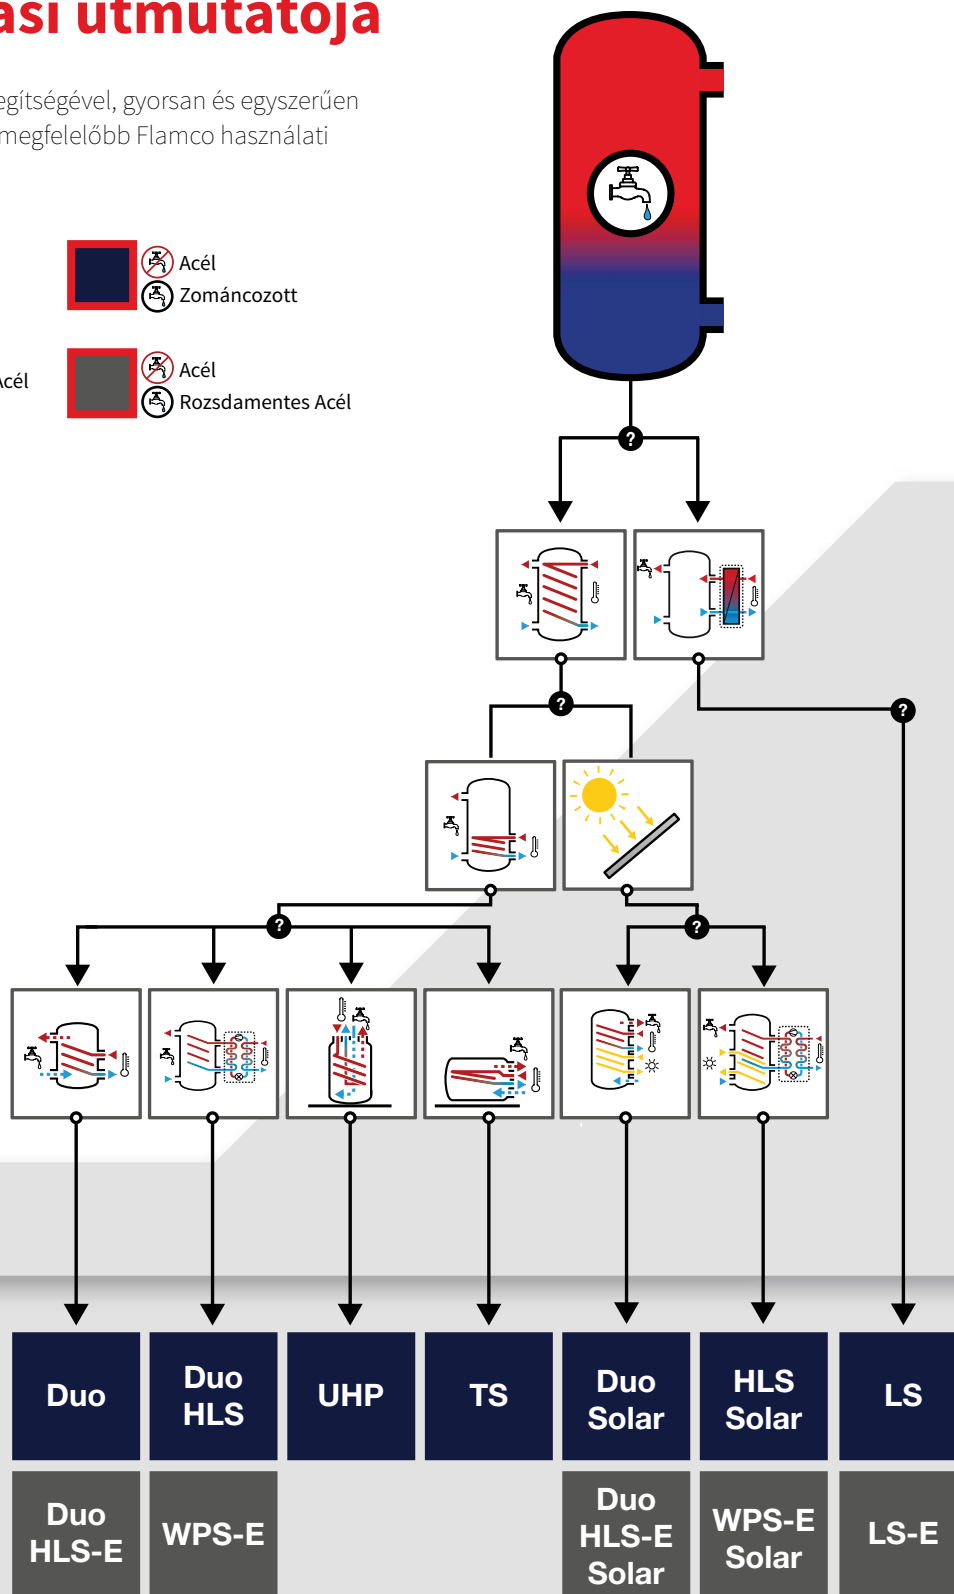 ási útmutatója
egítségével, gyorsan és egyszerűen
megfelelőbb Flamco használati
Acél
Zománcozott
Acél
Acél
Rozsdamentes Acél
?
?
?
?
?
Duo
Duo
HLS
UHP
TS
Duo
Solar
HLS
Solar
LS
Duo
HLS-E
WPS-E
Duo
HLS-E
Solar
WPS-E
Solar
LS-E